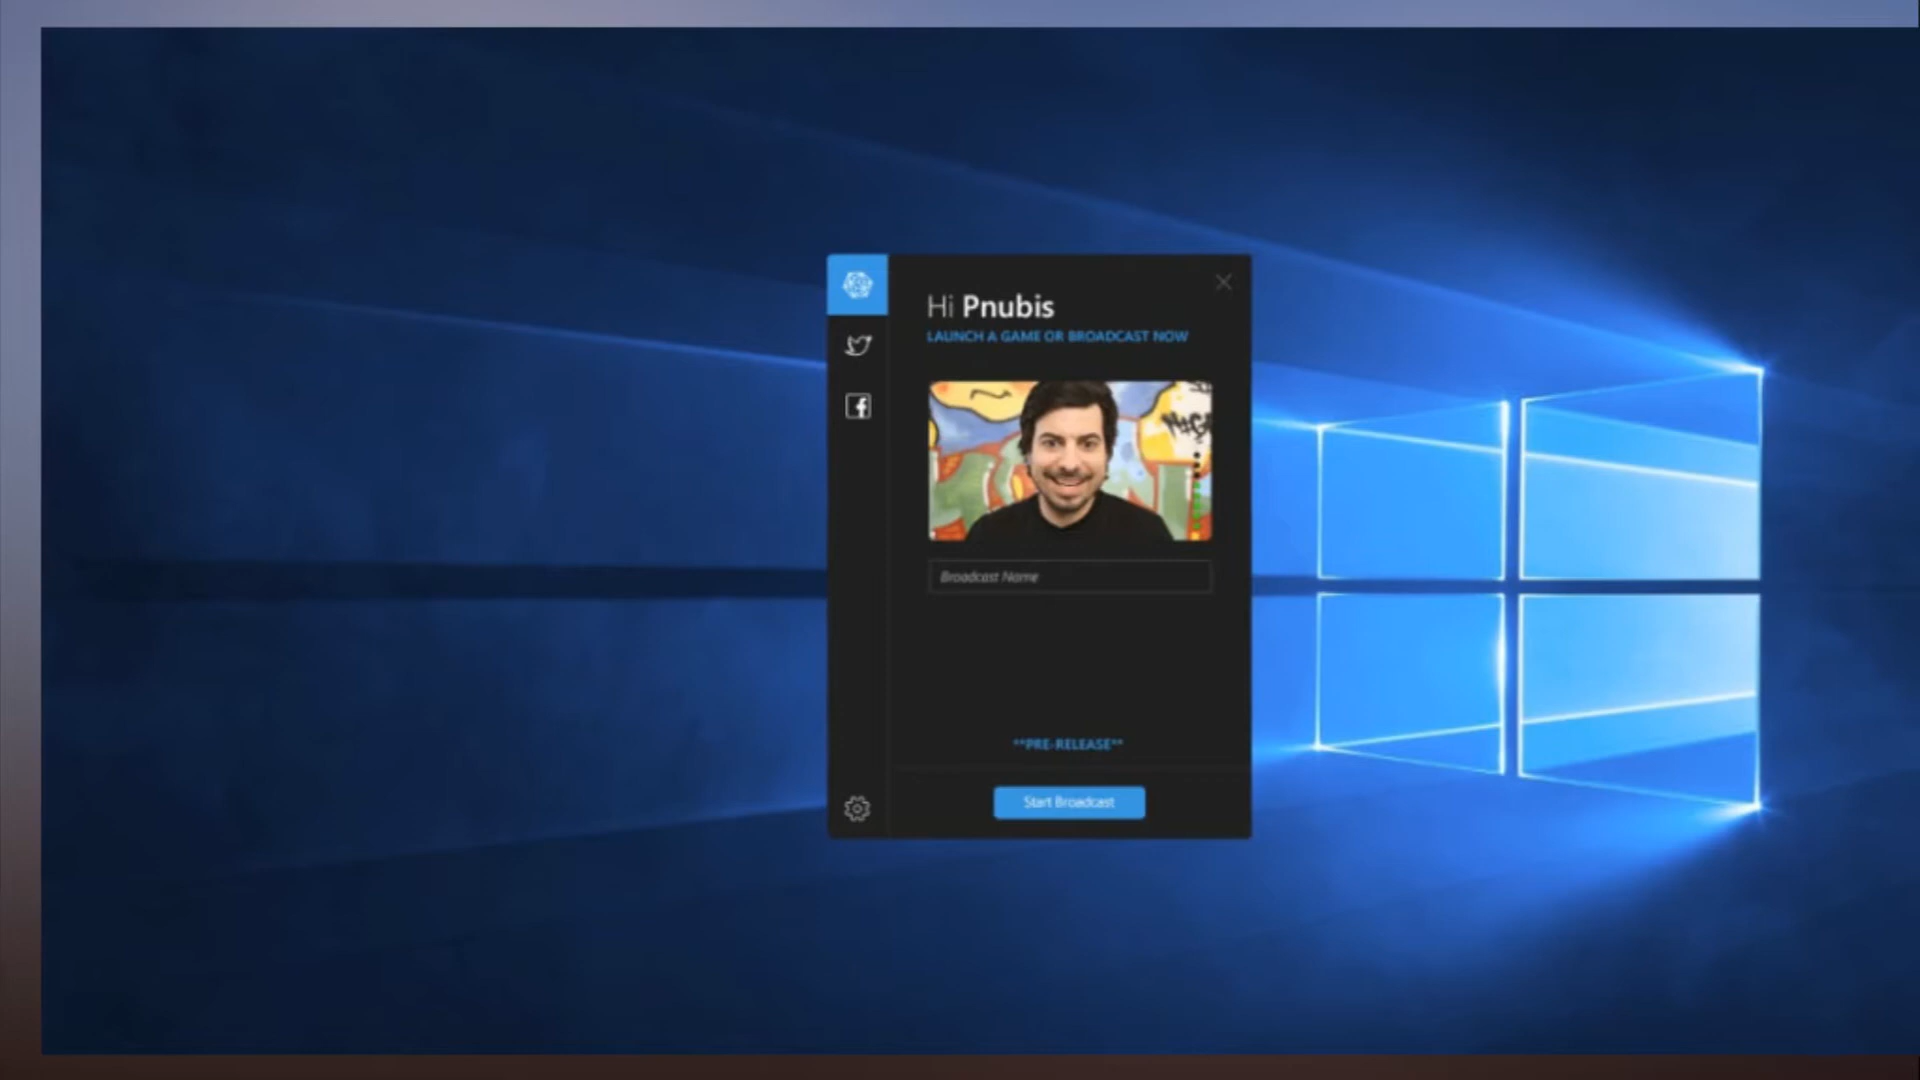 Hi Pnubis
LAUNCH A GAME OR BROADCAST NOW
Broadcast Name
**PRE-RELEASE**
Start Broadcast